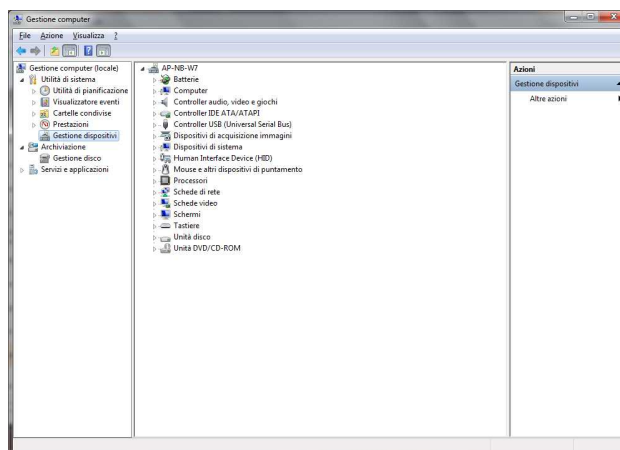 Gestione computer
File Azione Visualizza ?
Gestione computer (locale)
Utilità di sistema
Utilità di pianificazione
Visualizzatore eventi
Cartelle condivise
Prestazioni
Gestione dispositivi
Archiviazione
Gestione disco
Servizi e applicazioni
AP-NB-W7
Batterie
Computer
Controller audio, video e giochi
Controller IDE ATA/ATAPI
Controller USB (Universal Serial Bus)
Dispositivi di acquisizione immagini
Dispositivi di sistema
Human Interface Device (HID)
Mouse e altri dispositivi di puntamento
Processori
Schede di rete
Schede video
Schermi
Tastiere
Unità disco
Unità DVD/CD-ROM
Azioni
Gestione dispositivi
Altre azioni